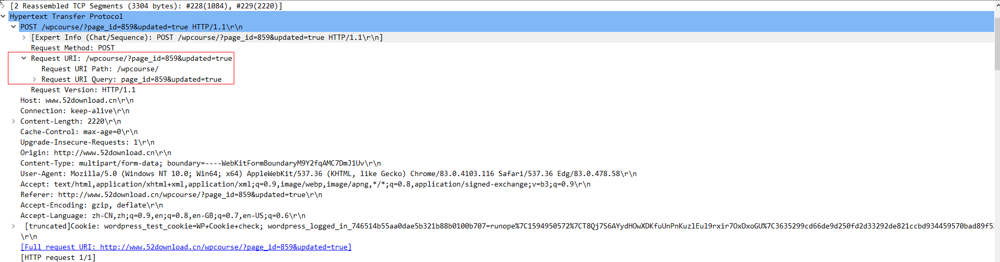 [2 Reassembled TCP Segments (3304 bytes): #228(1084), #229(2220)]
Hypertext Transfer Protocol
POST /wpcourse/?page_id=859&updated=true HTTP/1.1\r\n
[Expert Info (Chat/Sequence): POST /wpcourse/?page_id=859&updated=true HTTP/1.1\r\n]
Request Method: POST
Request URI: /wpcourse/?page_id=859&updated=true
Request URI Path: /wpcourse/
Request URI Query: page_id=859&updated=true
Request Version: HTTP/1.1
Host: www.52download.cn\r\n
Connection: keep-alive\r\n
Content-Length: 2220\r\n
Cache-Control: max-age=0\r\n
Upgrade-Insecure-Requests: 1\r\n
Origin: http://www.52download.cn\r\n
Content-Type: multipart/form-data; boundary=----WebKitFormBoundaryM9Y2fqAMC7DmJ1Uv\r\n
User-Agent: Mozilla/5.0 (Windows NT 10.0; Win64; x64) AppleWebKit/537.36 (KHTML, like Gecko) Chrome/83.0.4103.116 Safari/537.36 Edg/83.0.478.58\r\n
Accept: text/html,application/xhtml+xml,application/xml;q=0.9,image/webp,image/apng,*/*;q=0.8,application/signed-exchange;v=b3;q=0.9\r\n
Referer: http://www.52download.cn/wpcourse/?page_id=859&updated=true\r\n
Accept-Encoding: gzip, deflate\r\n
Accept-Language: zh-CN,zh;q=0.9,en;q=0.8,en-GB;q=0.7,en-US;q=0.6\r\n
[truncated]Cookie: wordpress_test_cookie=WP+Cookie+check; wordpress_logged_in_746514b55aa0dae5b321b88b0100b707=runope%7C1594950572%7CT8Qj7S6AYydHOwXDKfuUnPnKuzlEul9rxir7OxDxoGU%7C3635299cd66de9d250fd2d33292de821ccbd934459570bad89f5
\r\n
[Full request URI: http://www.52download.cn/wpcourse/?page_id=859&updated=true]
[HTTP request 1/1]